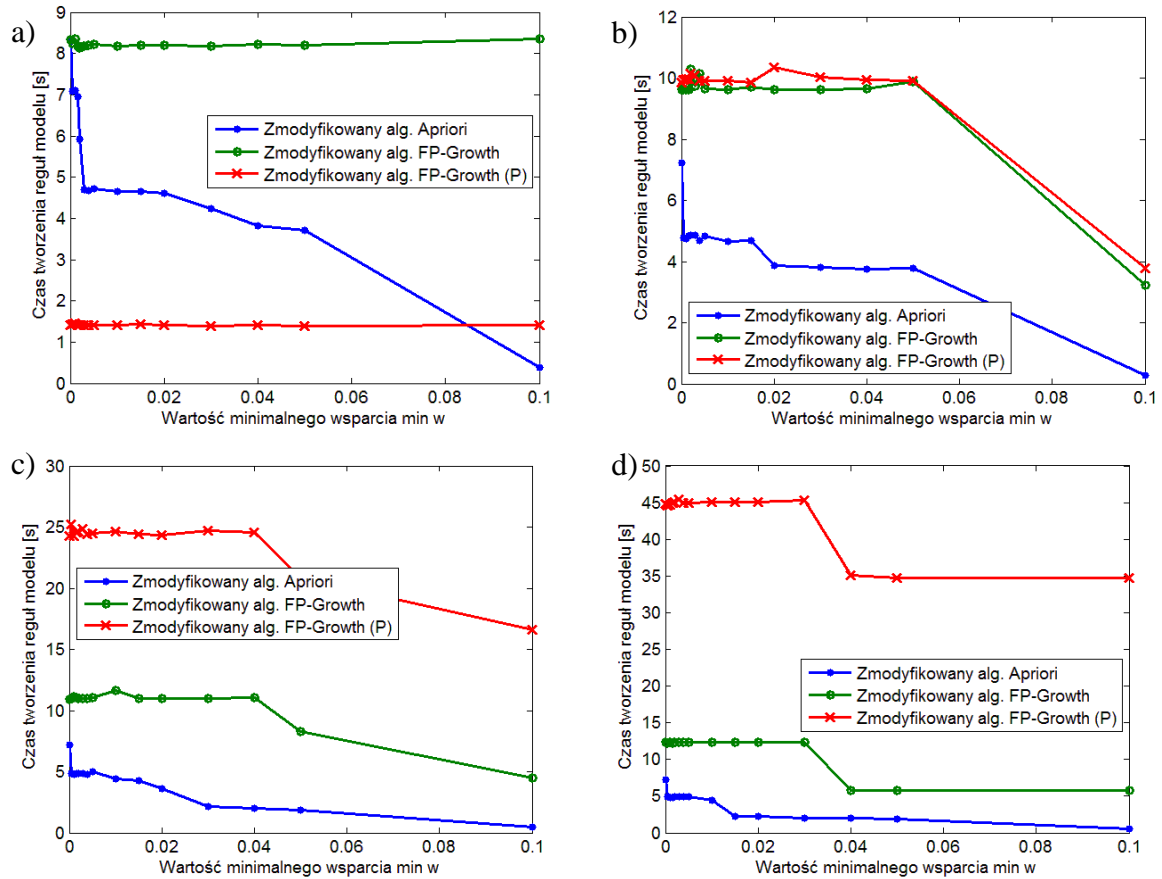 a)
9
8
7
6
5
4
3
2
1
0
Czas tworzenia reguł modelu [s]
Zmodyfikowany alg. Apriori
Zmodyfikowany alg. FP-Growth
Zmodyfikowany alg. FP-Growth (P)
0 0.02 0.04 0.06 0.08 0.1
Wartość minimalnego wsparcia min w
b)
12
10
8
6
4
2
0
Czas tworzenia reguł modelu [s]
Zmodyfikowany alg. Apriori
Zmodyfikowany alg. FP-Growth
Zmodyfikowany alg. FP-Growth (P)
0 0.02 0.04 0.06 0.08 0.1
Wartość minimalnego wsparcia min w
c)
30
25
20
15
10
5
0
Czas tworzenia reguł modelu [s]
Zmodyfikowany alg. Apriori
Zmodyfikowany alg. FP-Growth
Zmodyfikowany alg. FP-Growth (P)
0 0.02 0.04 0.06 0.08 0.1
Wartość minimalnego wsparcia min w
d)
50
45
40
35
30
25
20
15
10
5
0
Czas tworzenia reguł modelu [s]
Zmodyfikowany alg. Apriori
Zmodyfikowany alg. FP-Growth
Zmodyfikowany alg. FP-Growth (P)
0 0.02 0.04 0.06 0.08 0.1
Wartość minimalnego wsparcia min w